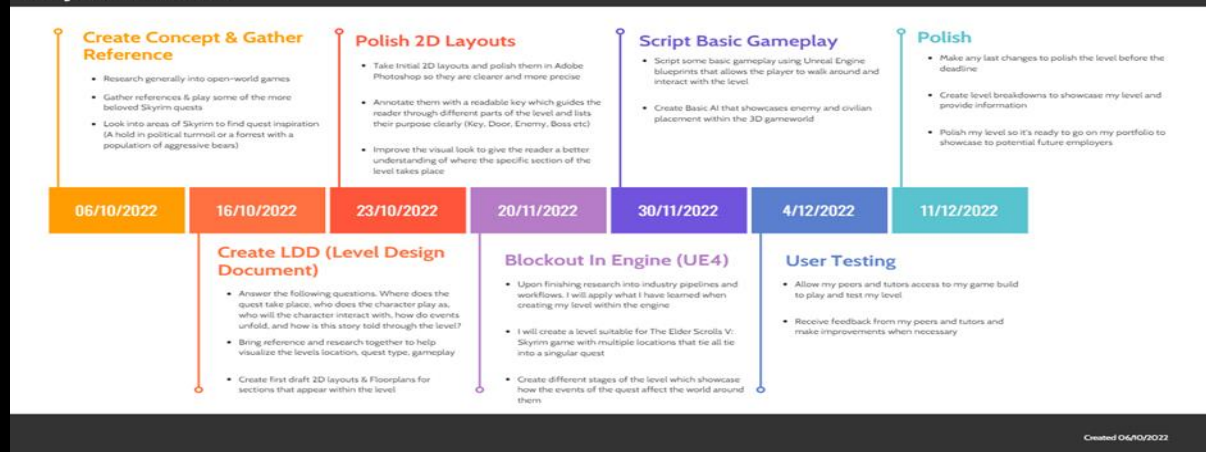 Create Concept & Gather
Reference
• Research generally into open-world games
• Gather references & play some of the more
beloved Skyrim quests
• Look into areas of Skyrim to find quest inspiration
(A hold in political turmoil or a forrest with a
population of aggressive bears)
Polish 2D Layouts
• Take Initial 2D layouts and polish them in Adobe
Photoshop so they are clearer and more precise
• Annotate them with a readable key which guides the
reader through different parts of the level and lists
their purpose clearly (Key, Door, Enemy, Boss etc)
• Improve the visual look to give the reader a better
understanding of where the specific section of the
level takes place
Script Basic Gameplay
• Script some basic gameplay using Unreal Engine
blueprints that allows the player to walk around and
interact with the level
• Create Basic AI that showcases enemy and civilian
placement within the 3D gameworld
Polish
• Make any last changes to polish the level before the
deadline
• Create level breakdowns to showcase my level and
provide information
• Polish my level so it's ready to go on my portfolio to
showcase to potential future employers
06/10/2022
16/10/2022
23/10/2022
20/11/2022
30/11/2022
4/12/2022
11/12/2022
Create LDD (Level Design
Document)
• Answer the following questions. Where does the
quest take place, who does the character play as,
who will the character interact with, how do events
unfold, and how is this story told through the level?
• Bring reference and research together to help
visualize the levels location, quest type, gameplay
• Create first draft 2D layouts & Floorplans for
sections that appear within the level
Blockout In Engine (UE4)
• Upon finishing research into industry pipelines and
workflows. I will apply what I have learned when
creating my level within the engine
• I will create a level suitable for The Elder Scrolls V:
Skyrim game with multiple locations that tie all tie
into a singular quest
• Create different stages of the level which showcase
how the events of the quest affect the world around
them
User Testing
• Allow my peers and tutors access to my game build
to play and test my level
• Receive feedback from my peers and tutors and
make improvements when necessary
Created 06/10/2022